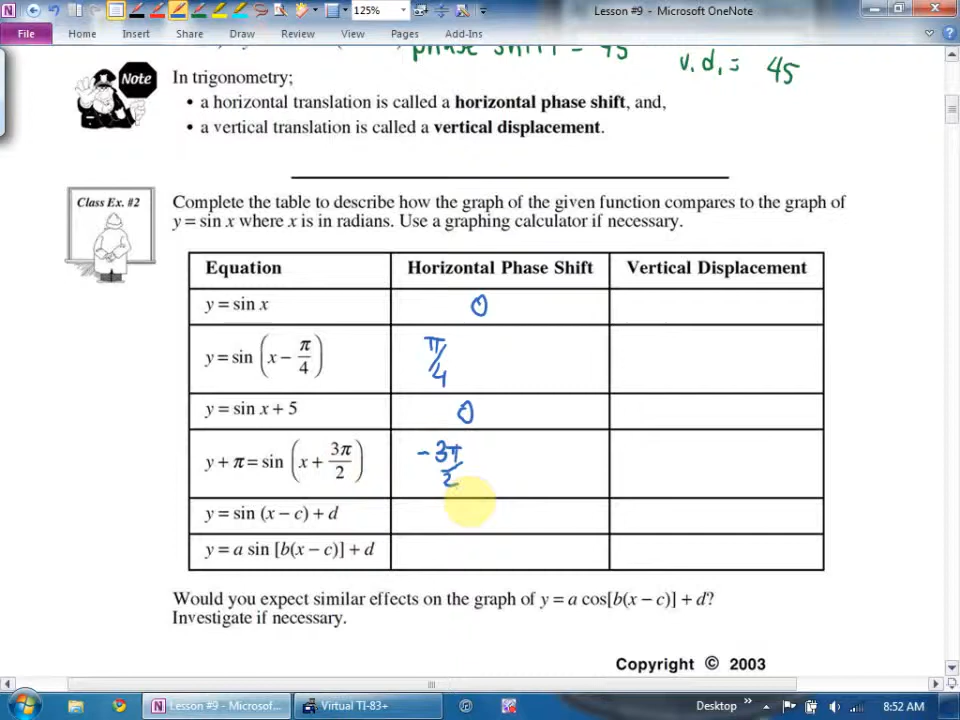 Lesson #9 - Microsoft OneNote
125%
File Home Insert Share Draw Review View Pages Add-Ins
phase shift = 45
v.d. = 45
Note
In trigonometry;
• a horizontal translation is called a horizontal phase shift, and,
• a vertical translation is called a vertical displacement.
Class Ex. #2
Complete the table to describe how the graph of the given function compares to the graph of
y = sin x where x is in radians. Use a graphing calculator if necessary.
Equation Horizontal Phase Shift Vertical Displacement
y = sin x 0
y = sin (x − π/4) π/4
y = sin x + 5 0
y + π = sin (x + 3π/2) -3π/2
y = sin (x − c) + d
y = a sin [b(x − c)] + d
Would you expect similar effects on the graph of y = a cos[b(x − c)] + d?
Investigate if necessary.
Copyright © 2003
Lesson #9 - Microsof... Virtual TI-83+ Desktop 8:52 AM